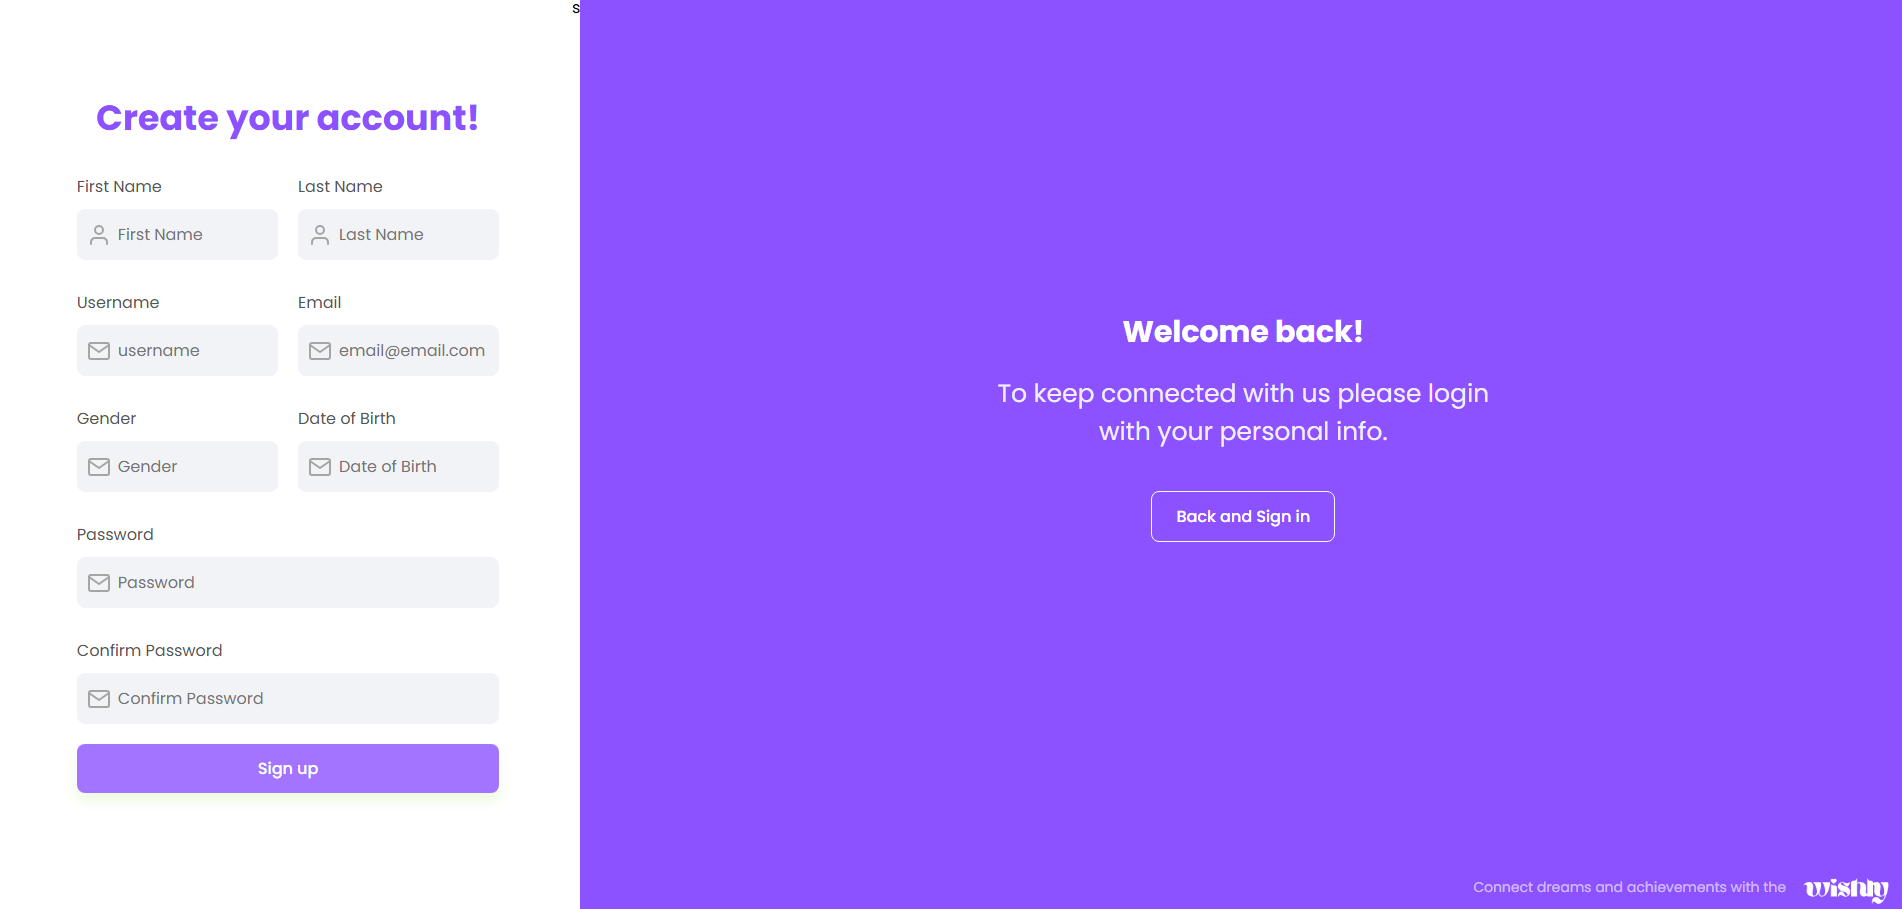 s
Create your account!
First Name
Last Name
First Name
Last Name
Username
Email
username
email@email.com
Gender
Date of Birth
Gender
Date of Birth
Password
Password
Confirm Password
Confirm Password
Sign up
Welcome back!
To keep connected with us please login
with your personal info.
Back and Sign in
Connect dreams and achievements with the
wishly